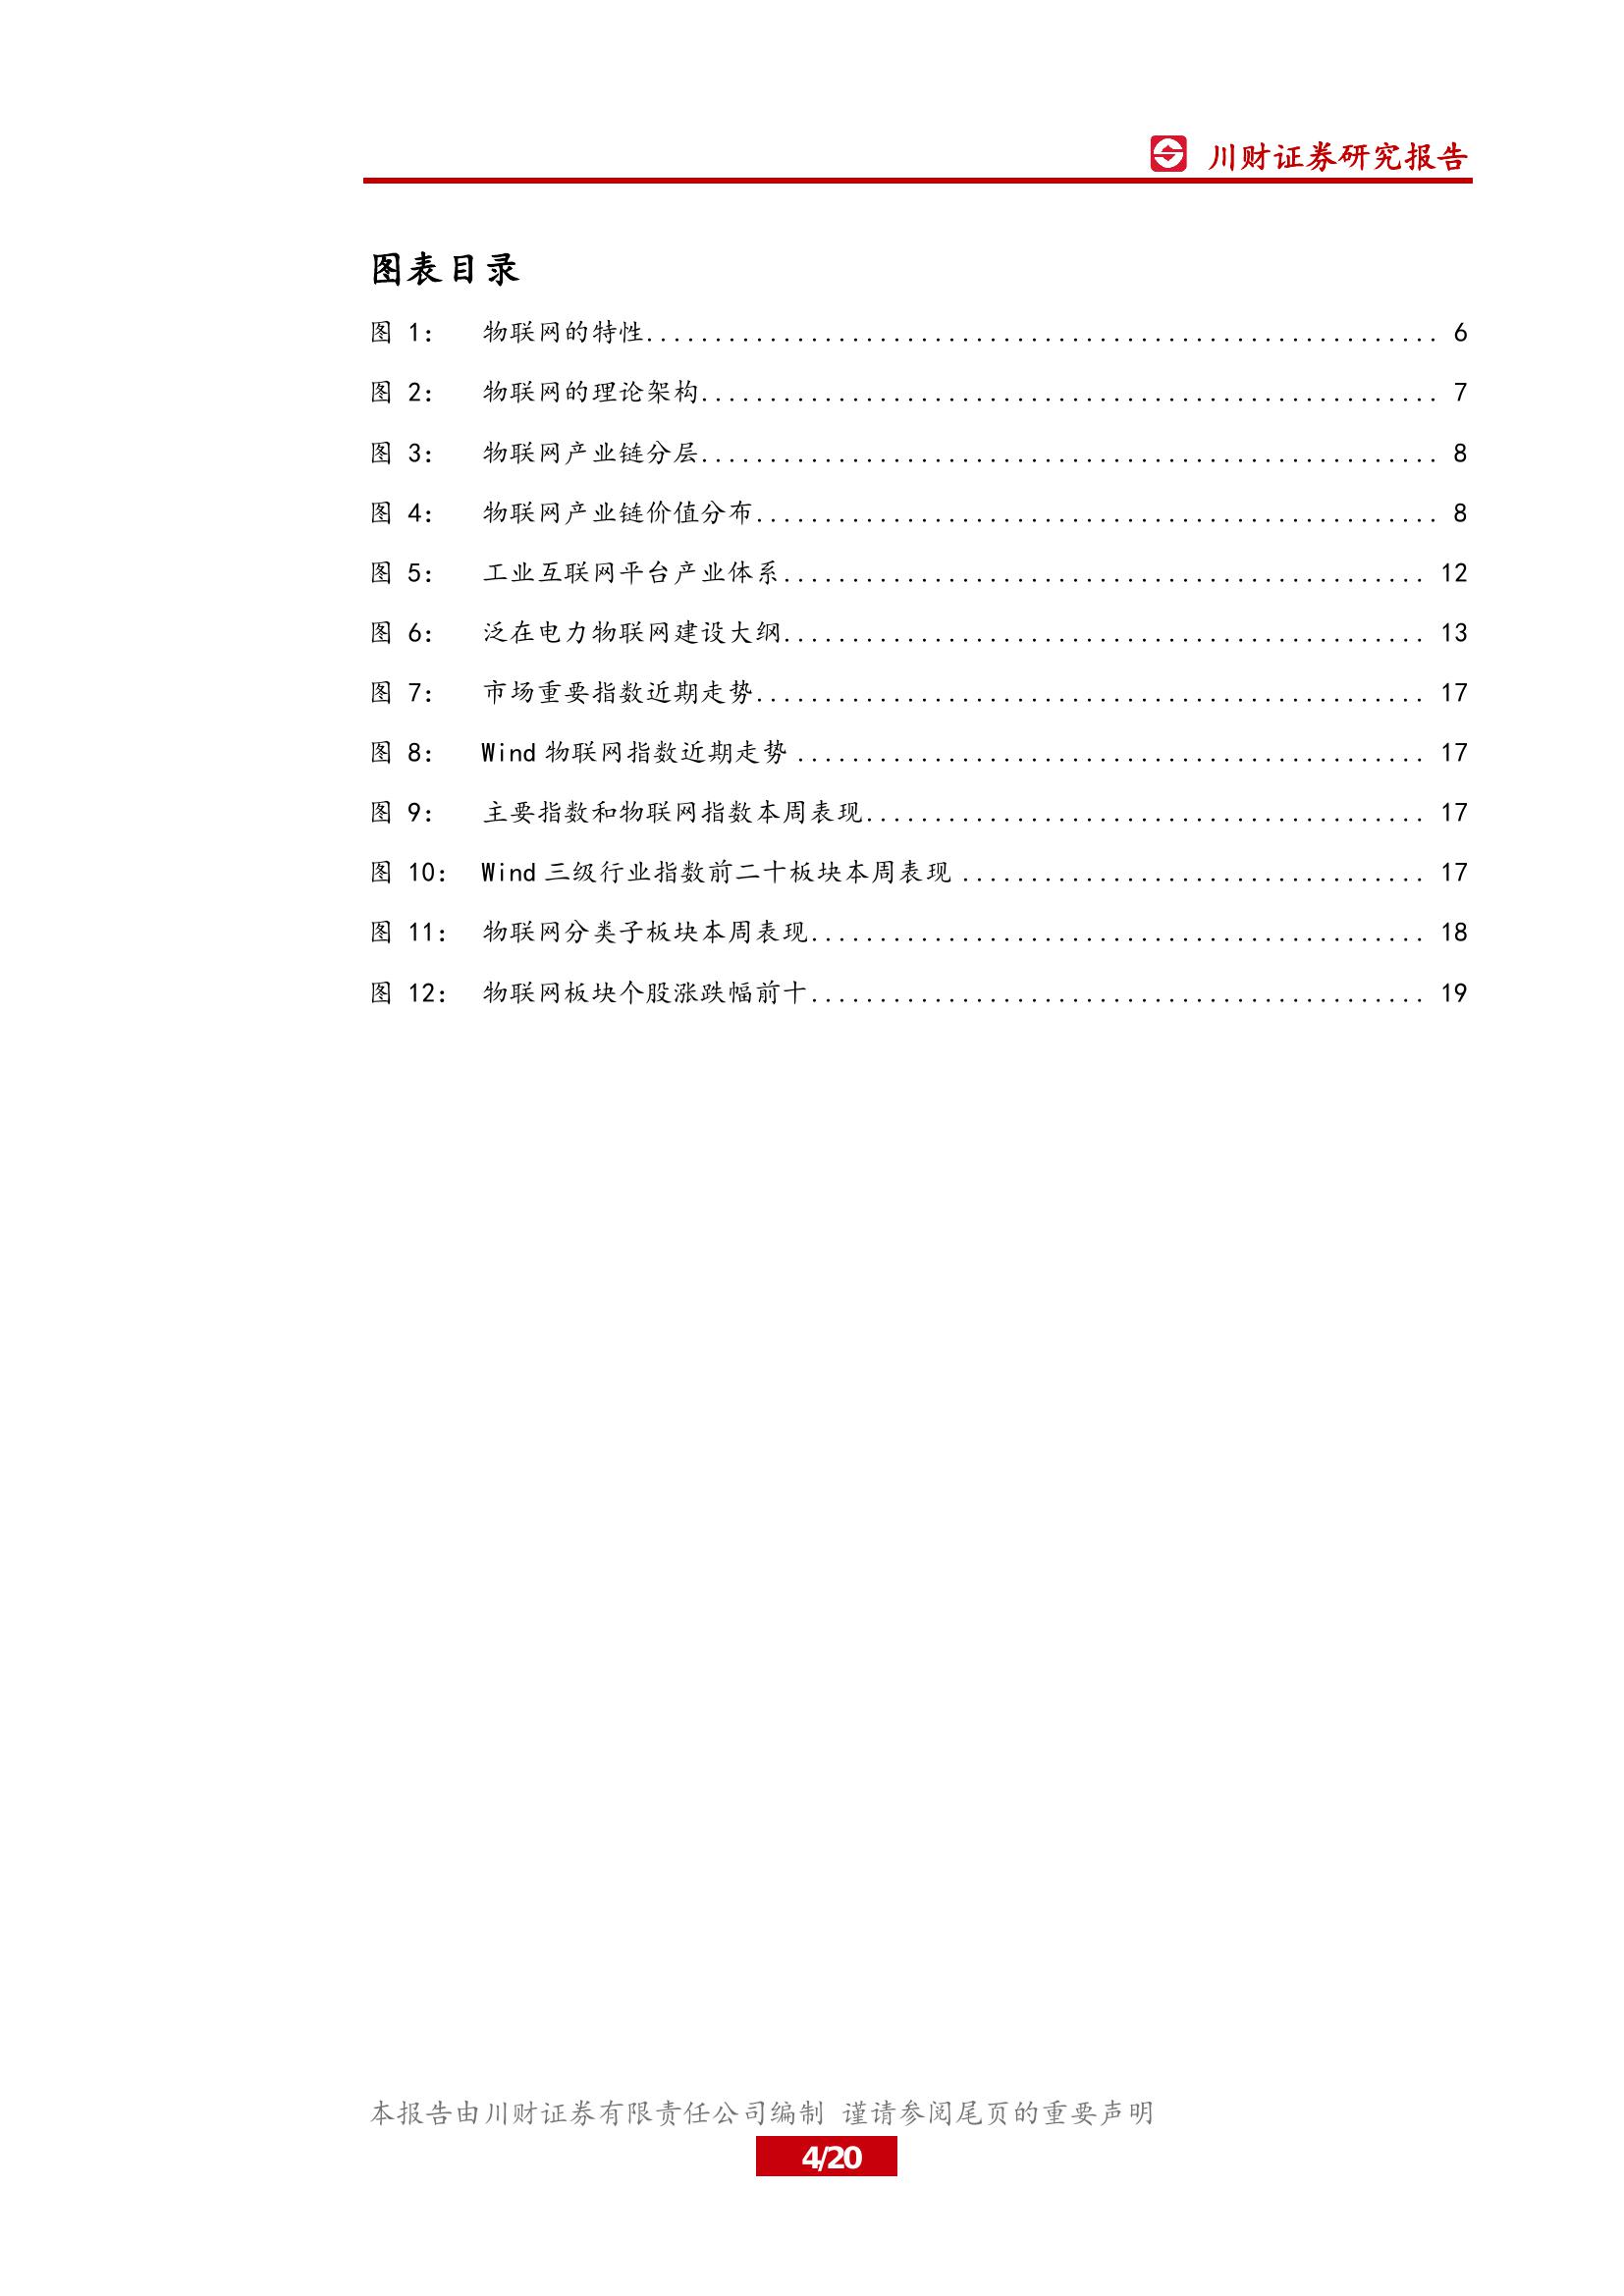 川财证券研究报告
图表目录
图 1： 物联网的特性.......................................................... 6
图 2： 物联网的理论架构...................................................... 7
图 3： 物联网产业链分层...................................................... 8
图 4： 物联网产业链价值分布.................................................. 8
图 5： 工业互联网平台产业体系............................................... 12
图 6： 泛在电力物联网建设大纲............................................... 13
图 7： 市场重要指数近期走势................................................. 17
图 8： Wind 物联网指数近期走势 .............................................. 17
图 9： 主要指数和物联网指数本周表现......................................... 17
图 10： Wind 三级行业指数前二十板块本周表现 .................................. 17
图 11： 物联网分类子板块本周表现............................................. 18
图 12： 物联网板块个股涨跌幅前十............................................. 19
本报告由川财证券有限责任公司编制 谨请参阅尾页的重要声明
4/20